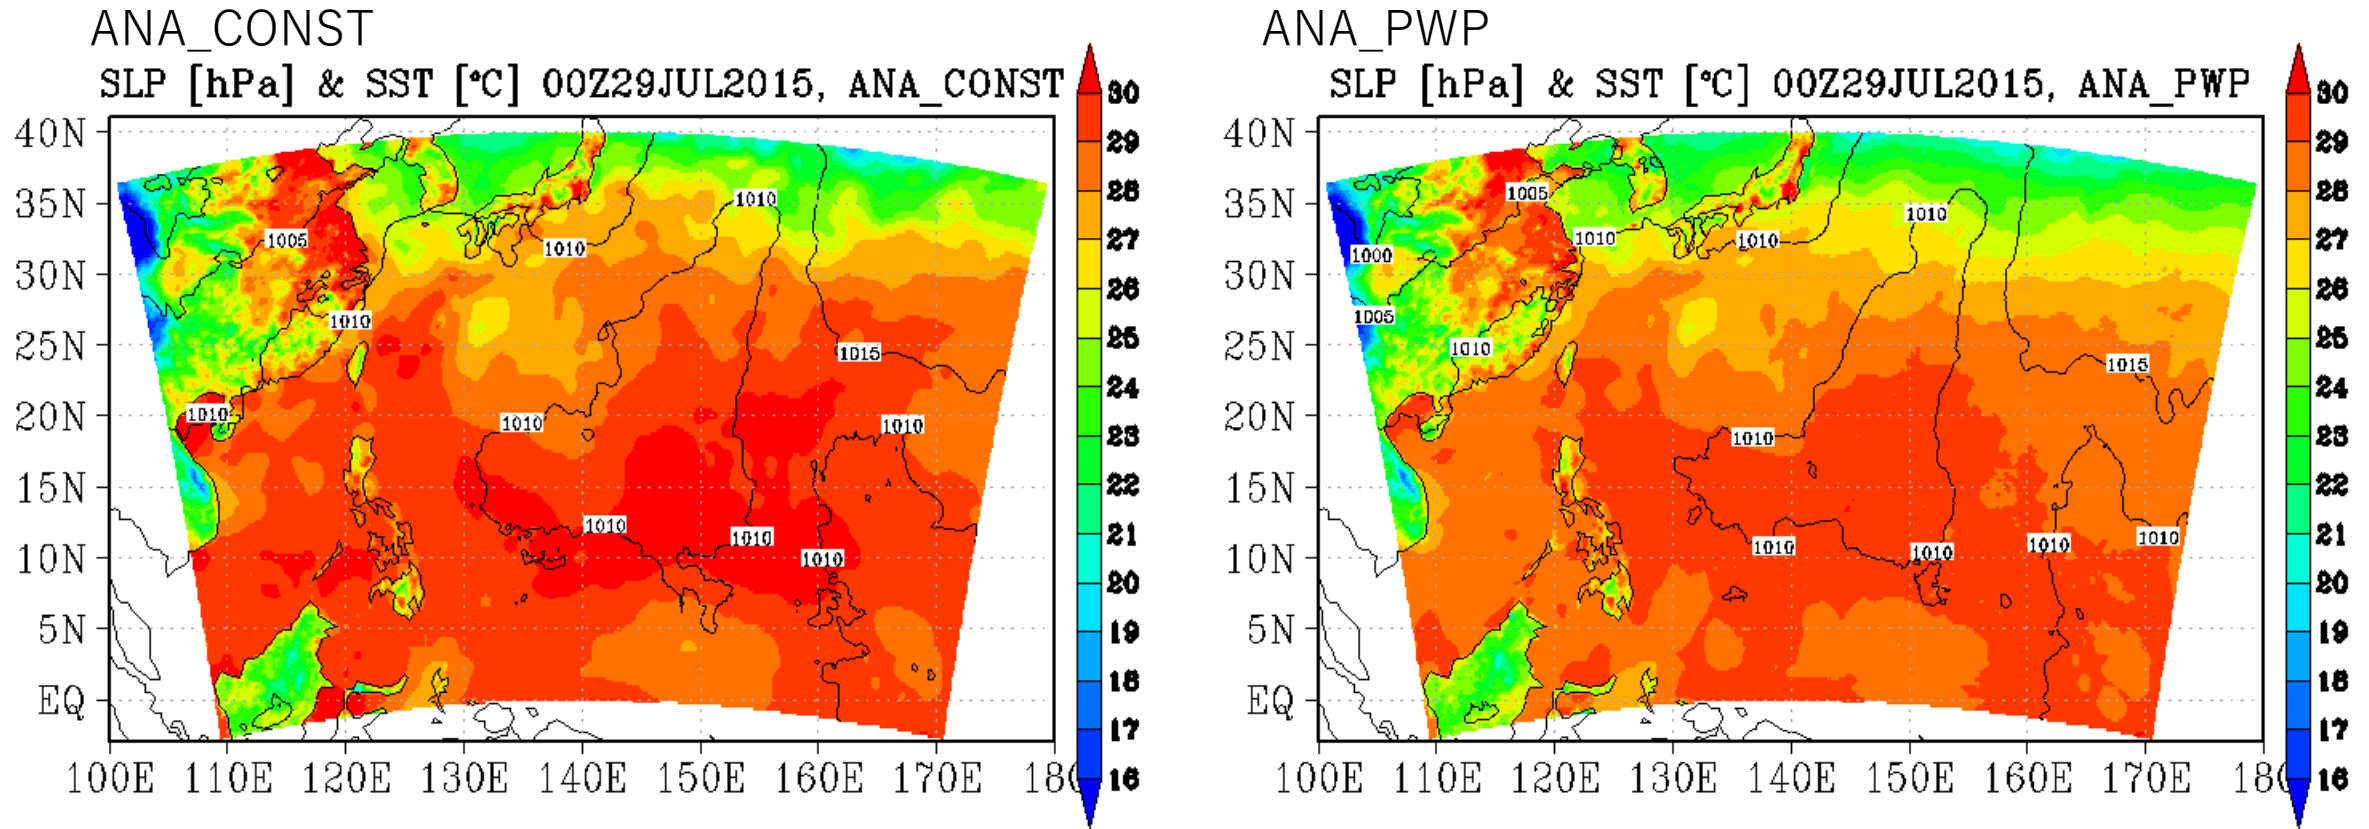 ANA_CONST
SLP [hPa] & SST [°C] 00Z29JUL2015, ANA_CONST
40N
35N
30N
25N
20N
15N
10N
5N
EQ
100E 110E 120E 130E 140E 150E 160E 170E 180
1010
1005
1010
1010
1015
1010
1010
1010
1010
1010
1010
30
29
28
27
26
25
24
23
22
21
20
19
18
17
16
ANA_PWP
SLP [hPa] & SST [°C] 00Z29JUL2015, ANA_PWP
40N
35N
30N
25N
20N
15N
10N
5N
EQ
100E 110E 120E 130E 140E 150E 160E 170E 180
1005
1010
1010
1010
1000
1005
1010
1015
1010
1010
1010
1010
1010
30
29
28
27
26
25
24
23
22
21
20
19
18
17
16